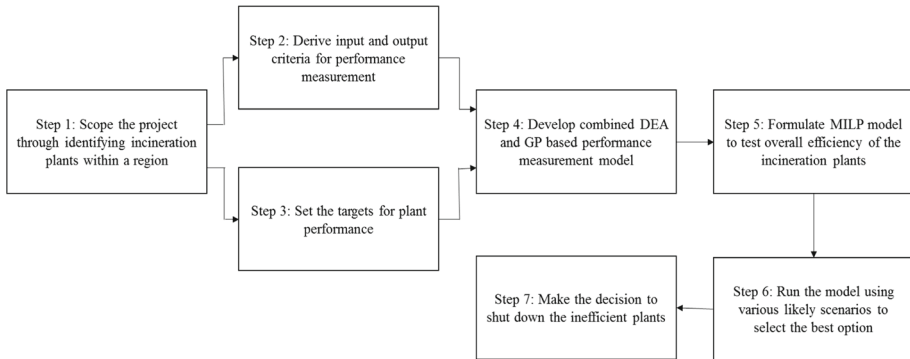 Step 1: Scope the project
through identifying incineration
plants within a region
Step 2: Derive input and output
criteria for performance
measurement
Step 3: Set the targets for plant
performance
Step 4: Develop combined DEA
and GP based performance
measurement model
Step 5: Formulate MILP model
to test overall efficiency of the
incineration plants
Step 6: Run the model using
various likely scenarios to
select the best option
Step 7: Make the decision to
shut down the inefficient plants